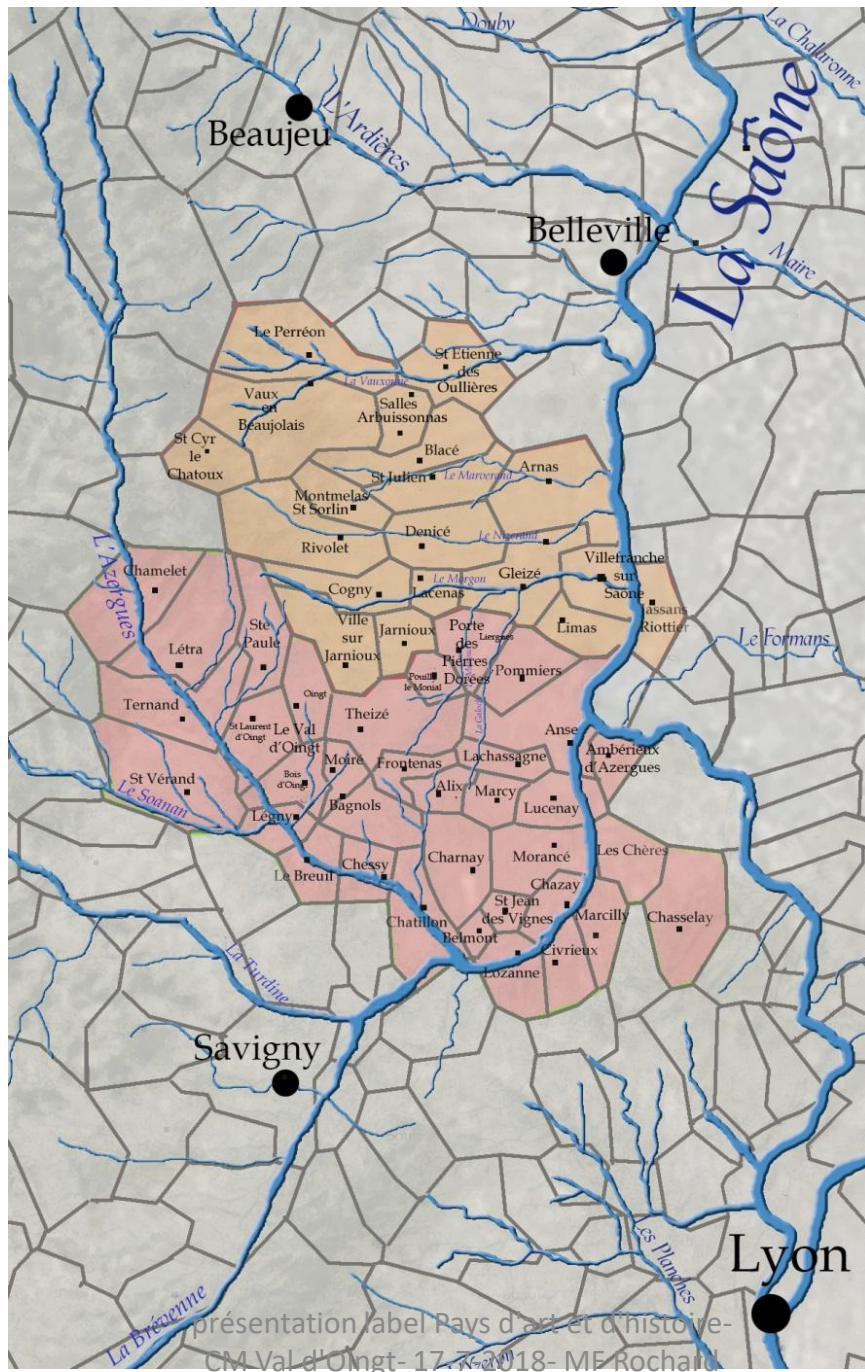 Douby
La Chalaronne
Beaujeu
L'Ardières
La Saône
Belleville
Maire
Le Perréon
St Etienne
des
Oullières
La Vauxonne
Vaux
en
Beaujolais
Salles
Arbuissonnas
St Cyr
le
Chatoux
Blacé
St Julien
Le Marverand
Arnas
Montmelas
St Sorlin
Rivolet
Denicé
Le Nizerand
L'Azergues
Chamelet
Cogny
Le Morgon
Lacenas
Gleizé
Villefranche
sur
Saône
Jassans
Riottier
Ville
sur
Jarnioux
Jarnioux
Limas
Le Formans
Létra
Ste
Paule
Porte
des
Pierres
Dorées
Liergues
Pouilly
le Monial
Pommiers
Ternand
St Laurent
d'Oingt
Oingt
Le Val
d'Oingt
Theizé
Anse
Ambérieux
d'Azergues
St Vérand
Le Soanan
Bois
d'Oingt
Moiré
Frontenas
Lachassagne
Bagnols
Alix
Marcy
Lucenay
Légny
Le Breuil
Chessy
Charnay
Morancé
Les Chères
Chazay
Chatillon
St Jean
des Vignes
Marcilly
Chasselay
Belmont
Lozanne
Civrieux
La Turdine
Savigny
Les Planches
Lyon
La Brévenne
présentation label Pays d'art et d'histoire-
CM Val d'Oingt- 17-7-2018- MF Rochard